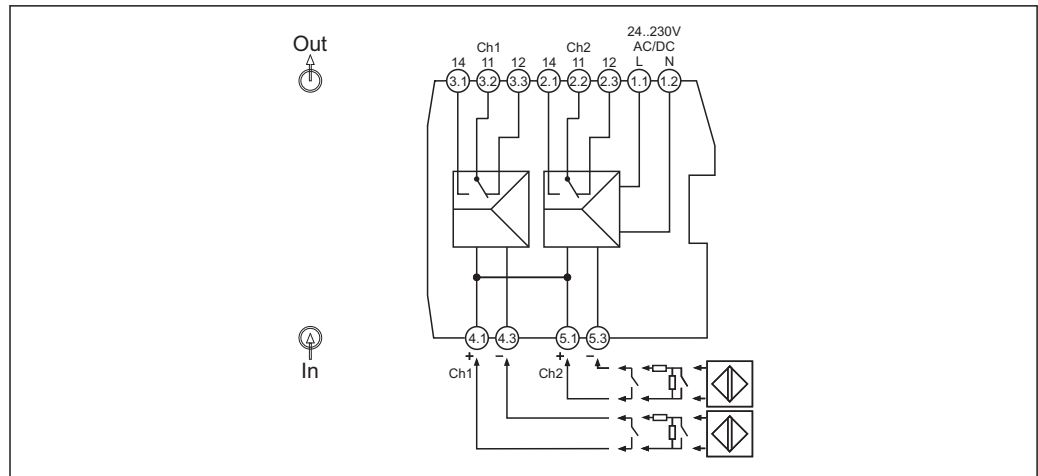 24..230V
Out Ch1 Ch2 AC/DC
14 11 12 14 11 12 L N
3.1 3.2 3.3 2.1 2.2 2.3 1.1 1.2
4.1 4.3 5.1 5.3
+ – + –
In Ch1 Ch2